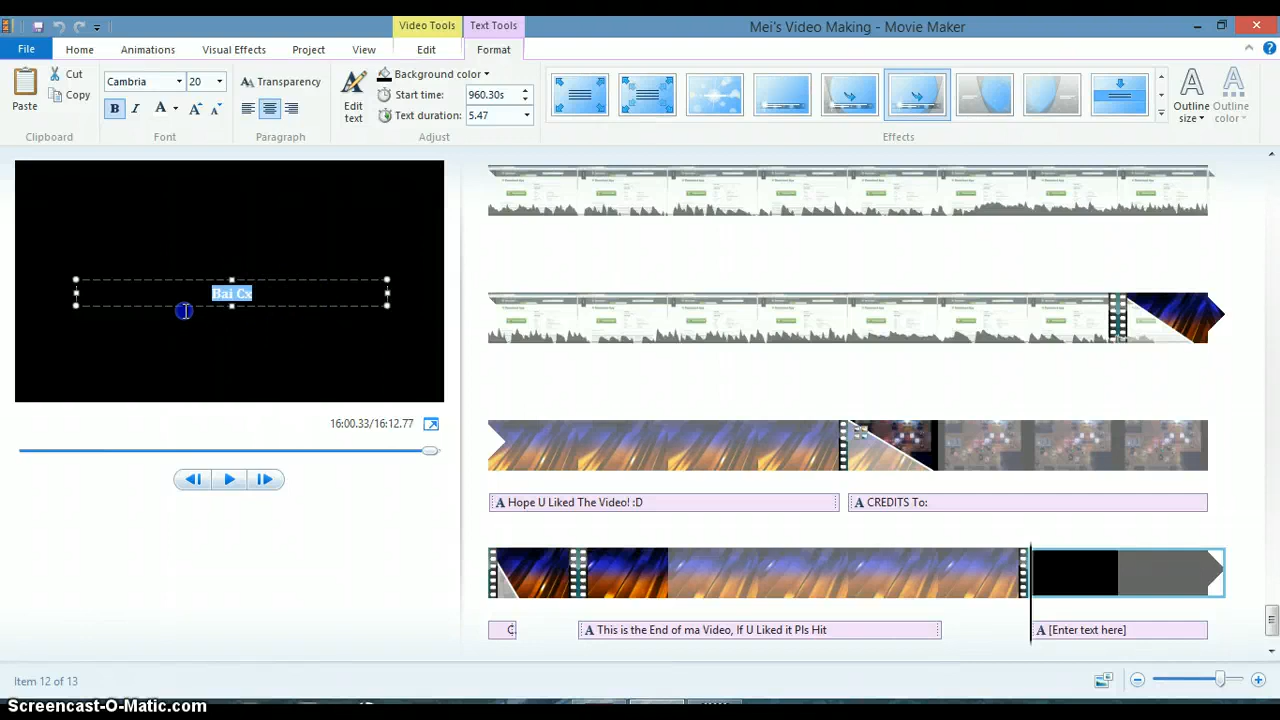 Video Tools
Text Tools
Mei's Video Making - Movie Maker
File
Home
Animations
Visual Effects
Project
View
Edit
Format
Paste
Cut
Copy
Clipboard
Cambria
20
B
I
A
A
A
Font
Transparency
Paragraph
Edit text
Background color
Start time:
960.30s
Text duration:
5.47
Adjust
Effects
Outline size
Outline color
Bai Cx
16:00.33/16:12.77
A Hope U Liked The Video! :D
A CREDITS To:
A This is the End of ma Video, If U Liked it Pls Hit
A [Enter text here]
Item 12 of 13
Screencast-O-Matic.com